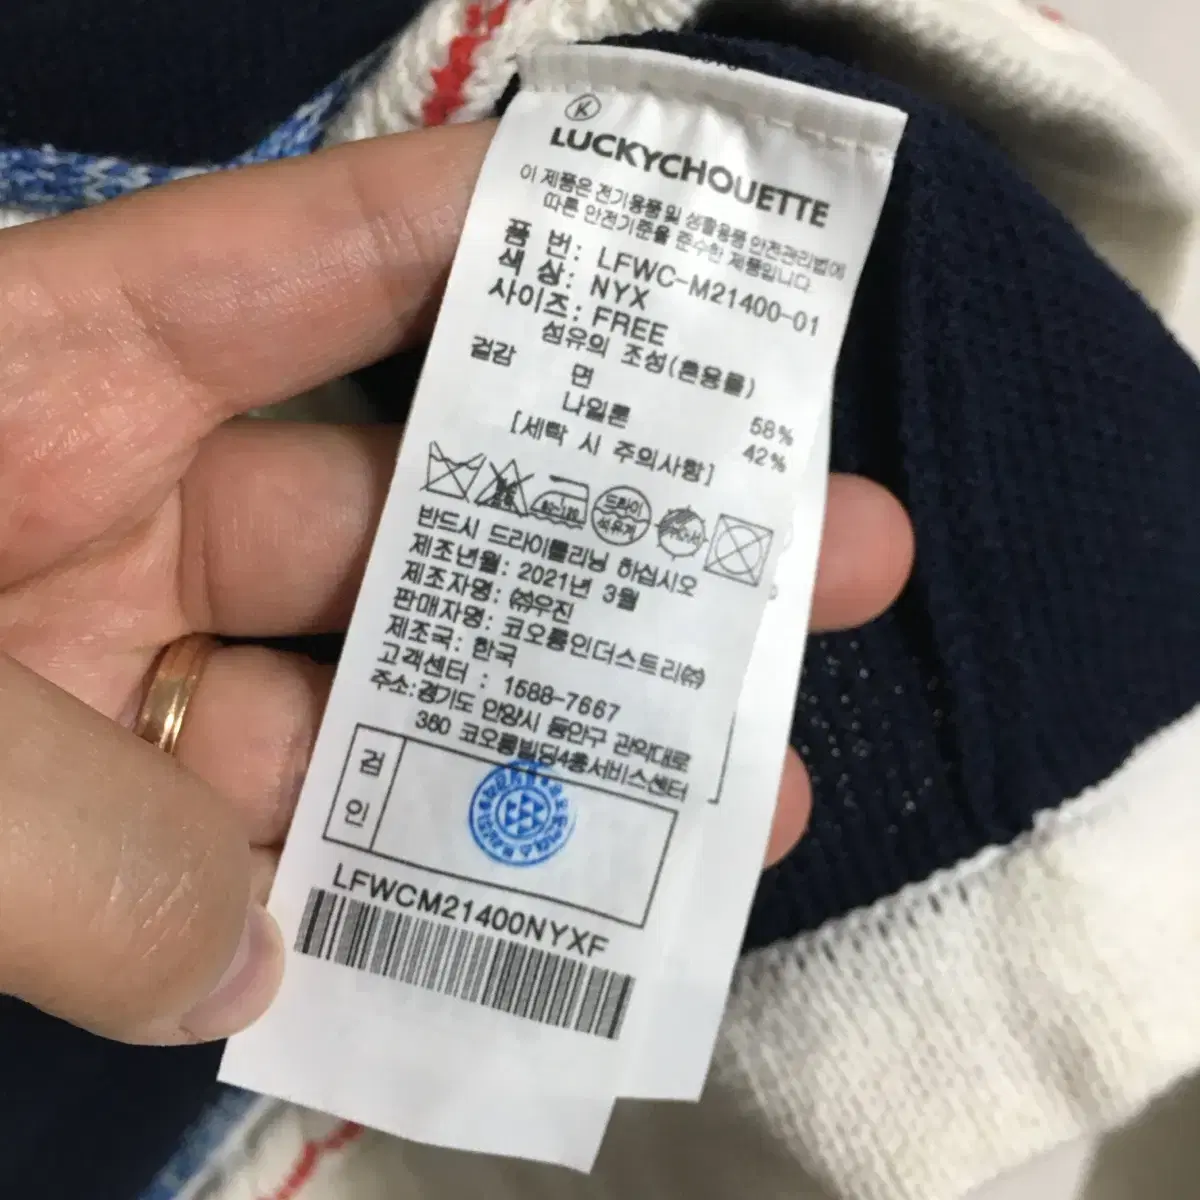 K
LUCKYCHOUETTE
이 제품은 전기용품 및 생활용품 안전관리법에
따른 안전기준을 준수한 제품입니다.
품 번: LFWC-M21400-01
색 상: NYX
사이즈: FREE
섬유의 조성(혼용률)
겉감 면 58%
나일론 42%
[세탁 시 주의사항]
드라이
석유계
반드시 드라이클리닝 하십시오
제조년월: 2021년 3월
제조자명: ㈜우진
판매자명: 코오롱인더스트리㈜
제조국: 한국
고객센터 : 1588-7667
주소: 경기도 안양시 동안구 관악대로
360 코오롱빌딩4층서비스센터
검
인
LFWCM21400NYXF